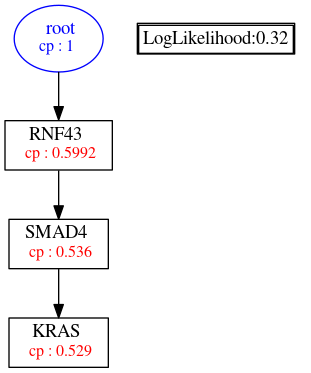 root
cp : 1
LogLikelihood:0.32
RNF43
cp : 0.5992
SMAD4
cp : 0.536
KRAS
cp : 0.529